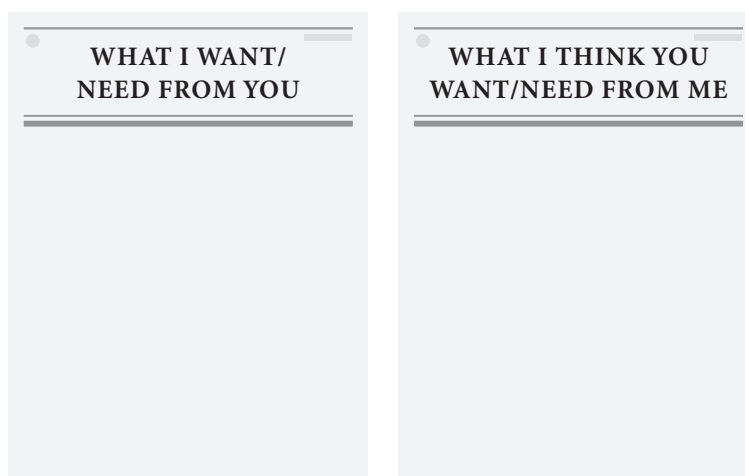 WHAT I WANT/
NEED FROM YOU
WHAT I THINK YOU
WANT/NEED FROM ME